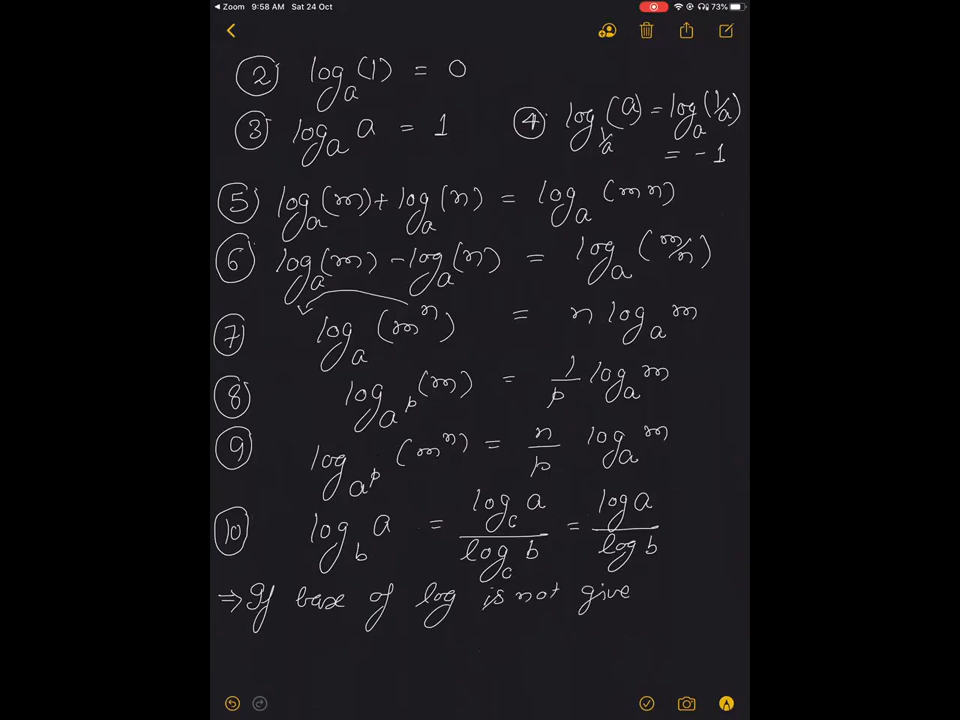 Zoom 9:58 AM Sat 24 Oct 73%
② log_a (1) = 0
③ log_a a = 1
④ log_{1/a} (a) = log_a (1/a)
= -1
⑤ log_a (m) + log_a (n) = log_a (mn)
⑥ log_a (m) - log_a (n) = log_a (m/n)
⑦ log_a (m^n) = n log_a m
⑧ log_{a^p} (m) = 1/p log_a m
⑨ log_{a^p} (m^n) = n/p log_a m
⑩ log_b a = log_c a / log_c b = log a / log b
⇒ If base of log is not give